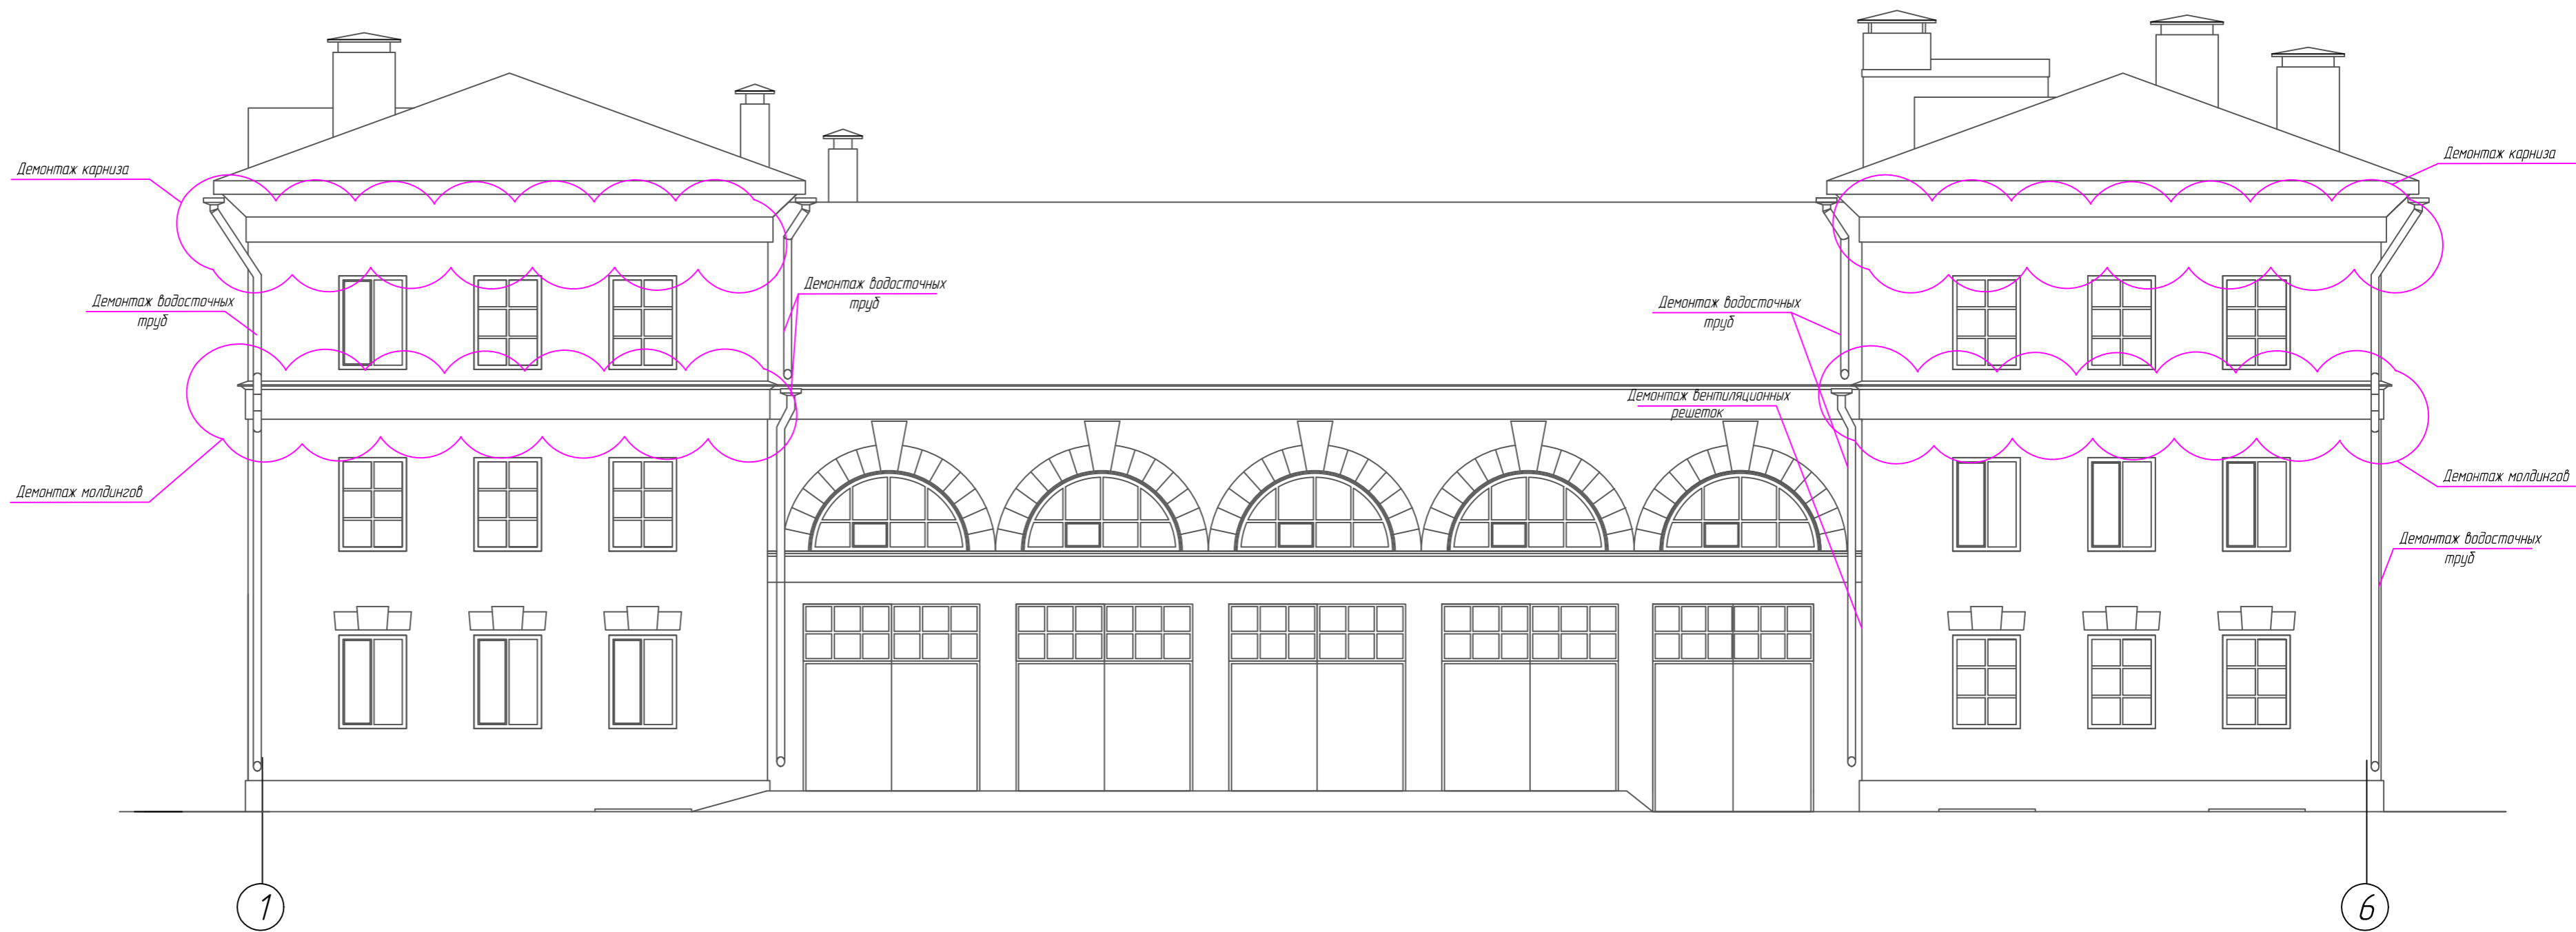 Демонтаж карниза
Демонтаж карниза
Демонтаж водосточных
труб
Демонтаж водосточных
труб
Демонтаж водосточных
труб
Демонтаж вентиляционных
решеток
Демонтаж молдингов
Демонтаж молдингов
Демонтаж водосточных
труб
1
6